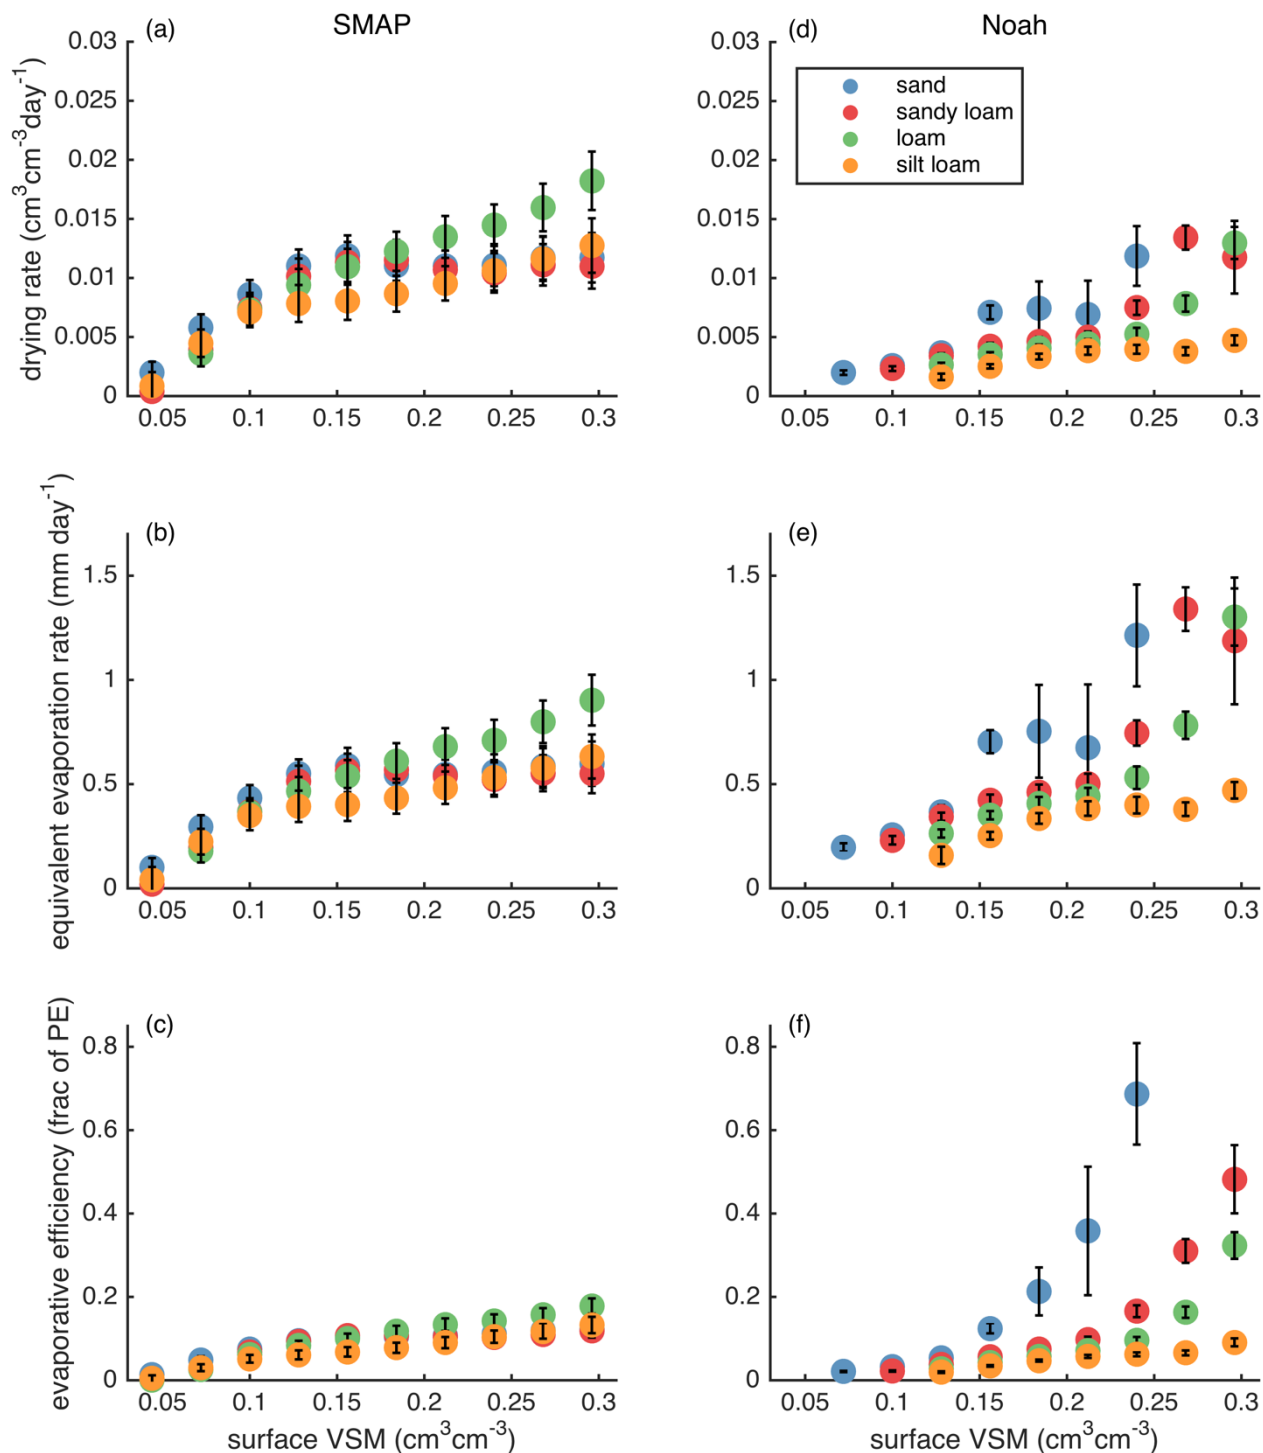 SMAP
(a)
drying rate (cm³cm⁻³day⁻¹)
0.03
0.025
0.02
0.015
0.01
0.005
0
0.05 0.1 0.15 0.2 0.25 0.3
Noah
(d)
0.03
0.025
0.02
0.015
0.01
0.005
0
sand
sandy loam
loam
silt loam
0.05 0.1 0.15 0.2 0.25 0.3
(b)
equivalent evaporation rate (mm day⁻¹)
1.5
1
0.5
0
0.05 0.1 0.15 0.2 0.25 0.3
(e)
1.5
1
0.5
0
0.05 0.1 0.15 0.2 0.25 0.3
(c)
evaporative efficiency (frac of PE)
0.8
0.6
0.4
0.2
0
0.05 0.1 0.15 0.2 0.25 0.3
surface VSM (cm³cm⁻³)
(f)
0.8
0.6
0.4
0.2
0
0.05 0.1 0.15 0.2 0.25 0.3
surface VSM (cm³cm⁻³)